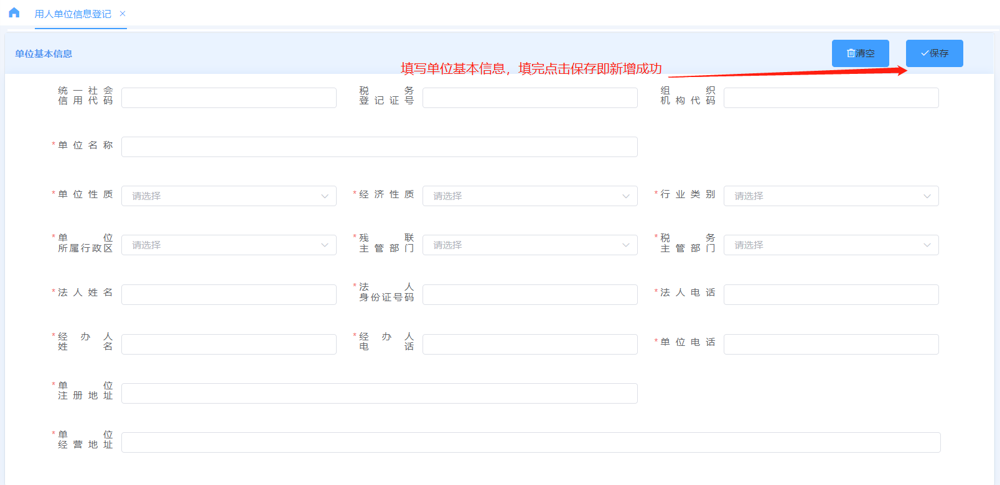 用人单位信息登记
单位基本信息
清空
保存
填写单位基本信息，填完点击保存即新增成功
统一社会
信用代码
税务
登记证号
组织
机构代码
*单位名称
*单位性质
请选择
*经济性质
请选择
*行业类别
请选择
*单位
所属行政区
请选择
*残联
主管部门
请选择
*税务
主管部门
请选择
*法人姓名
*法人
身份证号码
*法人电话
*经办人
姓名
*经办人
电话
*单位电话
*单位
注册地址
*单位
经营地址